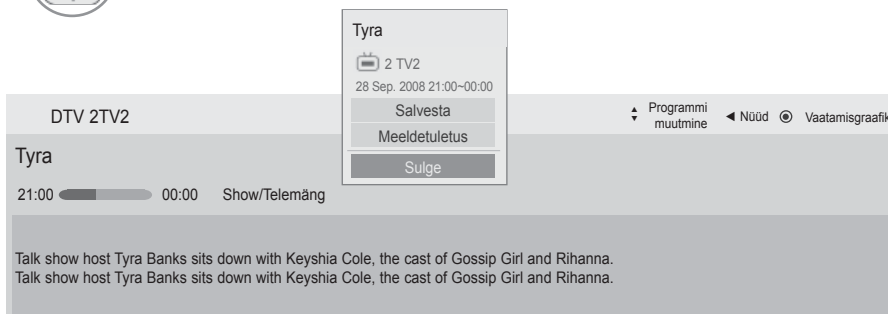 Tyra
2 TV2
28 Sep. 2008 21:00~00:00
Salvesta
Meeldetuletus
Sulge
DTV 2TV2
Programmi
muutmine
Nüüd
Vaatamisgraafik
Tyra
21:00 00:00 Show/Telemäng
Talk show host Tyra Banks sits down with Keyshia Cole, the cast of Gossip Girl and Rihanna.
Talk show host Tyra Banks sits down with Keyshia Cole, the cast of Gossip Girl and Rihanna.